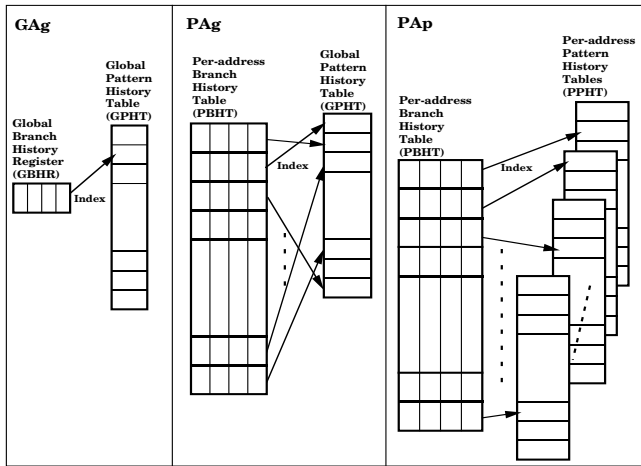 GAg
Global
Pattern
History
Table
(GPHT)
Global
Branch
History
Register
(GBHR)
Index
PAg
Per-address
Branch
History
Table
(PBHT)
Global
Pattern
History
Table
(GPHT)
Index
PAp
Per-address
Branch
History
Table
(PBHT)
Per-address
Pattern
History
Tables
(PPHT)
Index